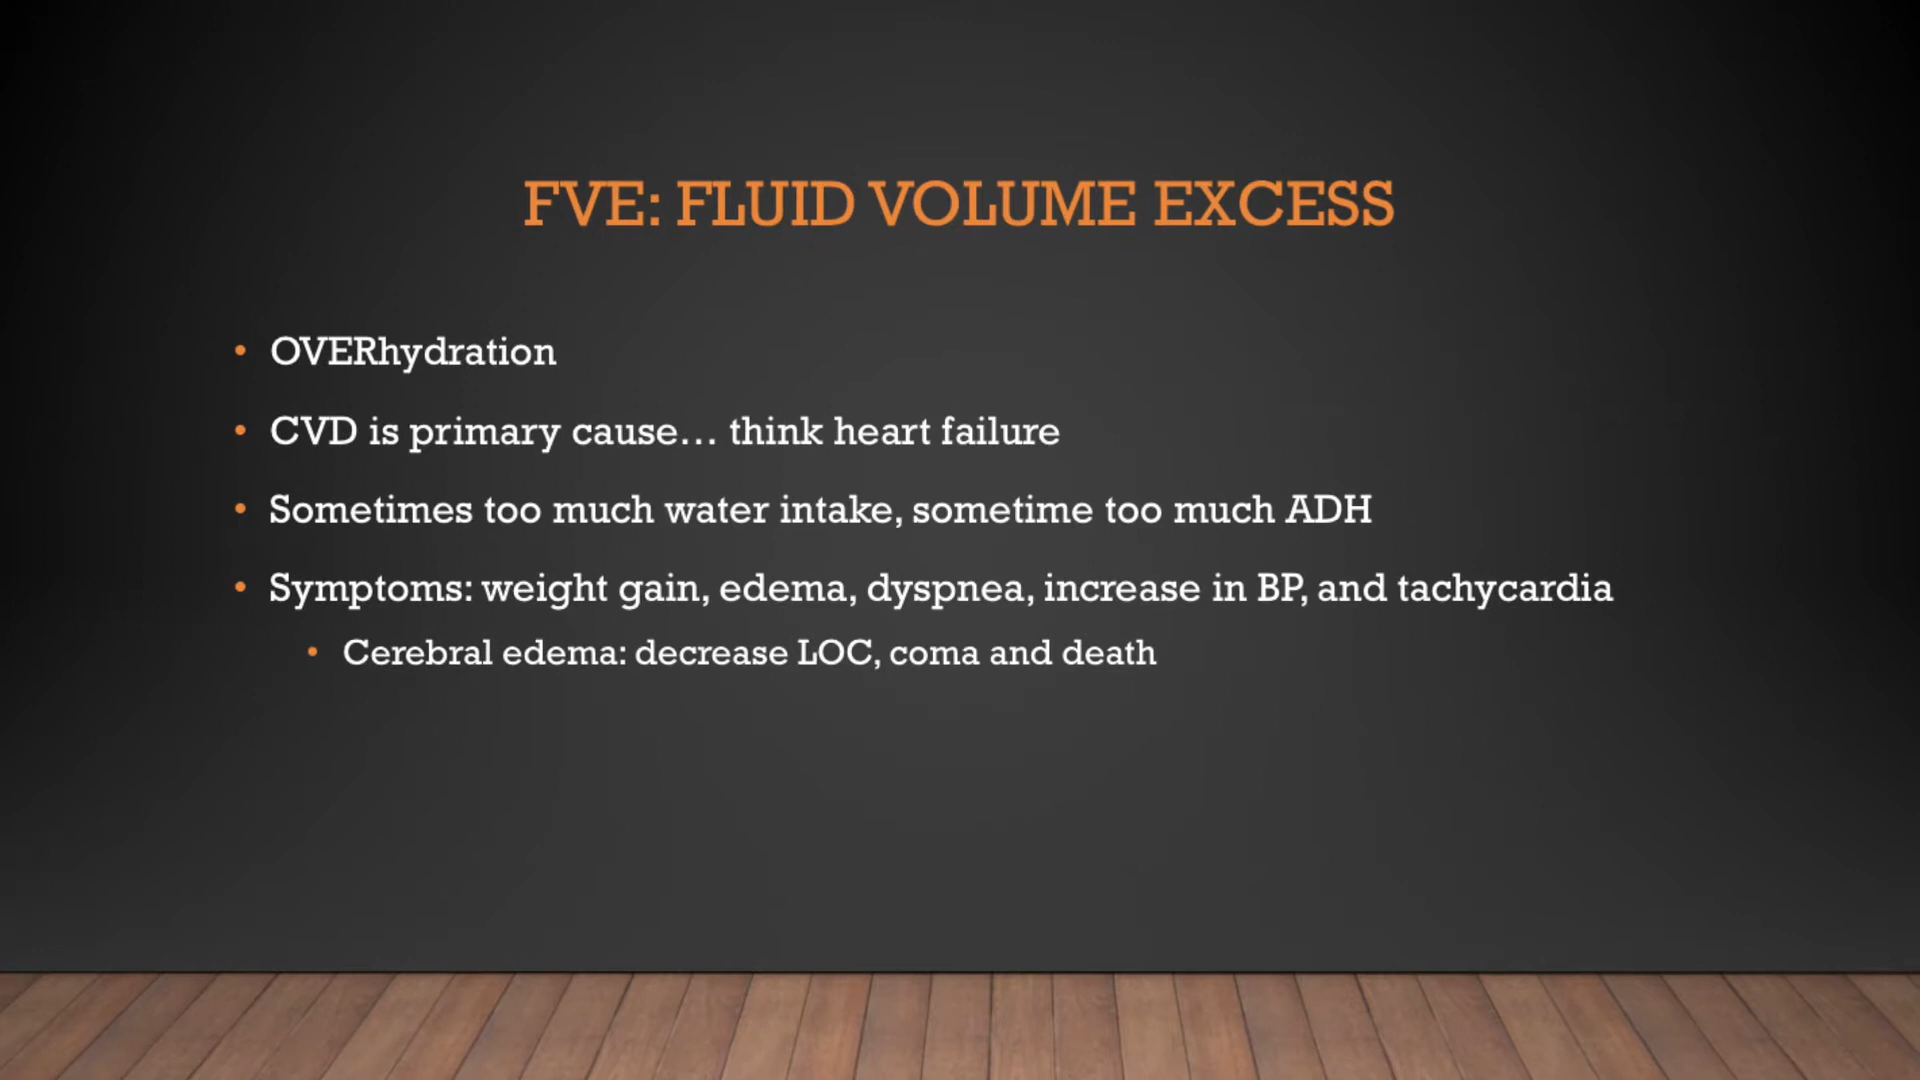 FVE: FLUID VOLUME EXCESS
• OVERhydration
• CVD is primary cause... think heart failure
• Sometimes too much water intake, sometime too much ADH
• Symptoms: weight gain, edema, dyspnea, increase in BP, and tachycardia
• Cerebral edema: decrease LOC, coma and death